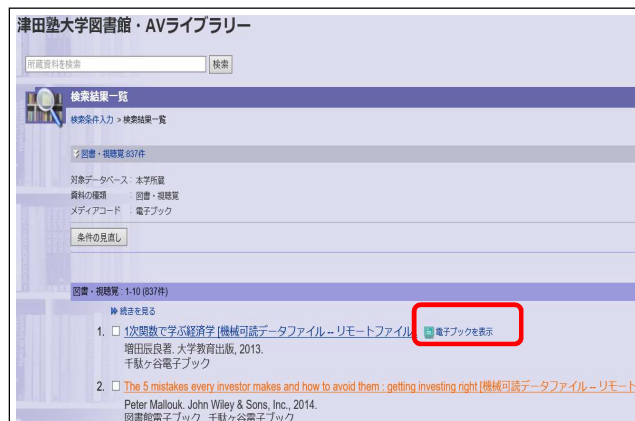 津田塾大学図書館・AVライブラリー
所蔵資料を検索
検索
検索結果一覧
検索条件入力 > 検索結果一覧
図書・視聴覚:837件
対象データベース : 本学所蔵
資料の種類 : 図書・視聴覚
メディアコード : 電子ブック
条件の見直し
図書・視聴覚 : 1-10 (837件)
続きを見る
1. 1次関数で学ぶ経済学 [機械可読データファイル -- リモートファイル] 電子ブックを表示
増田辰良著. 大学教育出版, 2013.
千駄ヶ谷電子ブック
2. The 5 mistakes every investor makes and how to avoid them : getting investing right [機械可読データファイル -- リモート
Peter Mallouk. John Wiley & Sons, Inc., 2014.
図書館電子ブック, 千駄ヶ谷電子ブック